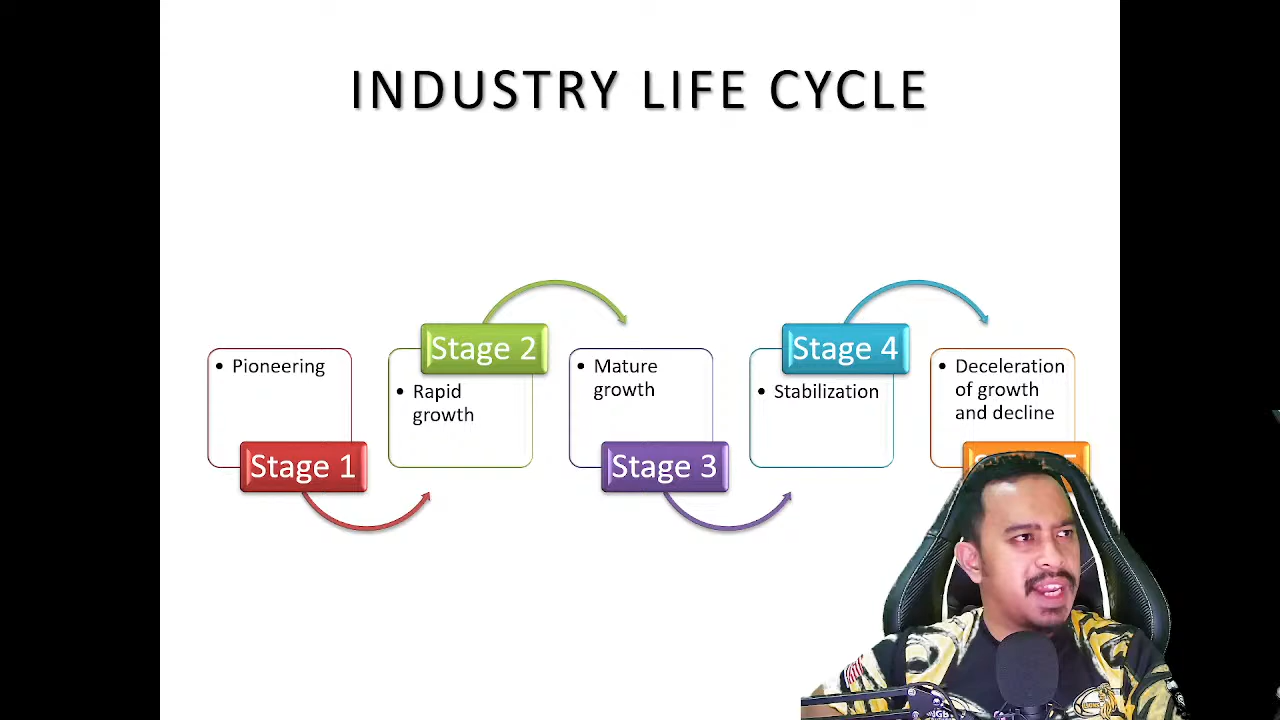 INDUSTRY LIFE CYCLE
• Pioneering
Stage 1
Stage 2
• Rapid
growth
• Mature
growth
Stage 3
Stage 4
• Stabilization
• Deceleration
of growth
and decline